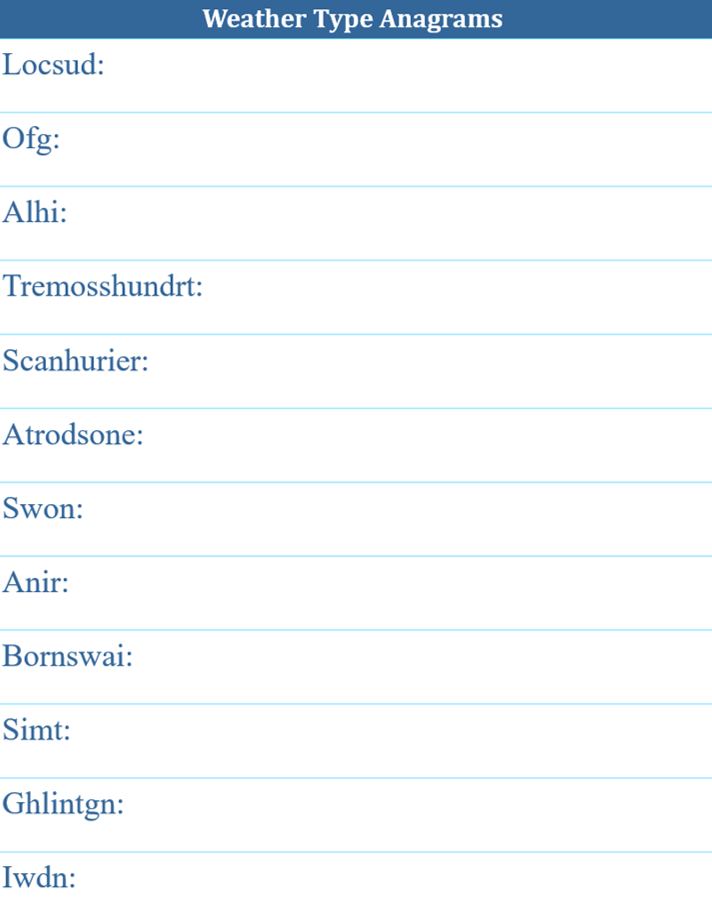 Weather Type Anagrams
Locsud:
Ofg:
Alhi:
Tremosshundrt:
Scanhurier:
Atrodsone:
Swon:
Anir:
Bornswai:
Simt:
Ghlintgn:
Iwdn: